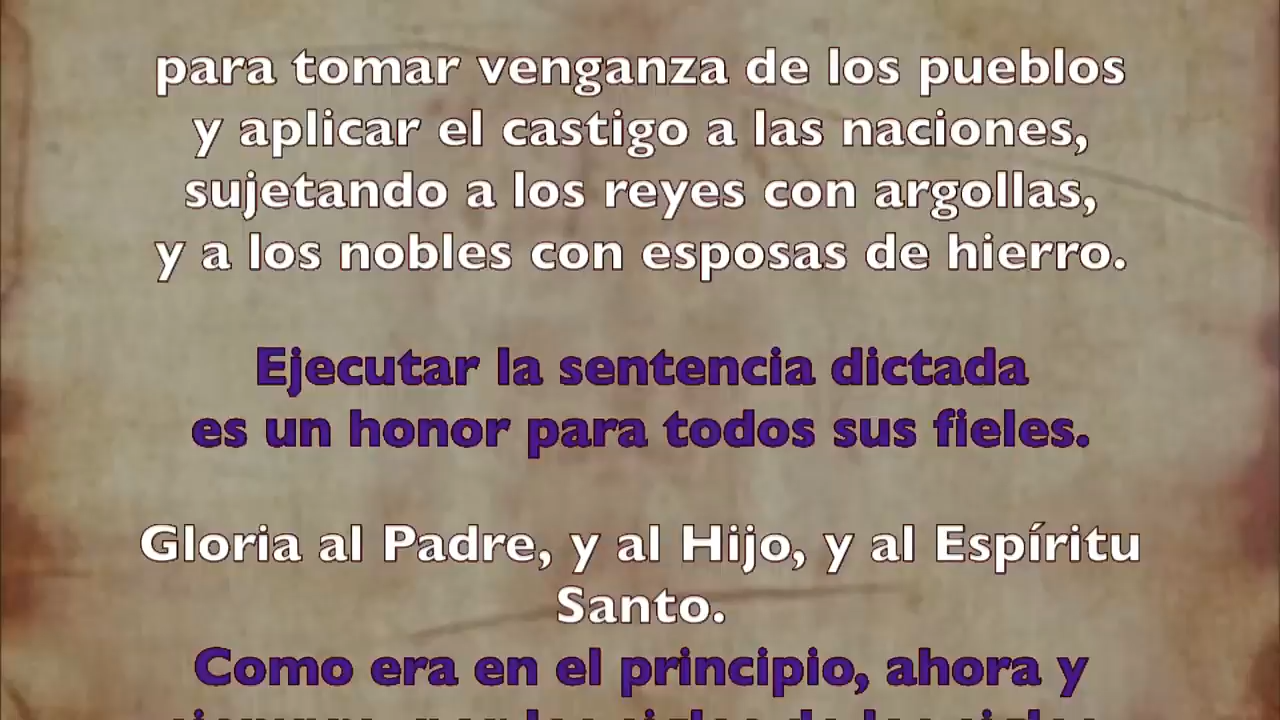 para tomar venganza de los pueblos
y aplicar el castigo a las naciones,
sujetando a los reyes con argollas,
y a los nobles con esposas de hierro.
Ejecutar la sentencia dictada
es un honor para todos sus fieles.
Gloria al Padre, y al Hijo, y al Espíritu
Santo.
Como era en el principio, ahora y